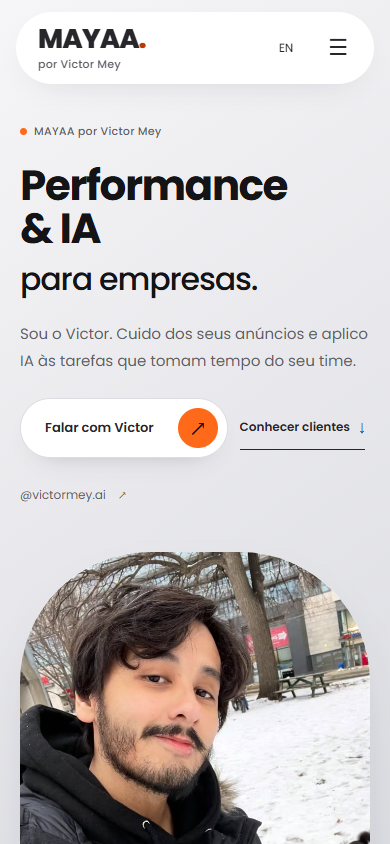 MAYAA.
por Victor Mey
EN
MAYAA por Victor Mey
Performance
& IA
para empresas.
Sou o Victor. Cuido dos seus anúncios e aplico
IA às tarefas que tomam tempo do seu time.
Falar com Victor ↗
Conhecer clientes ↓
@victormey.ai ↗